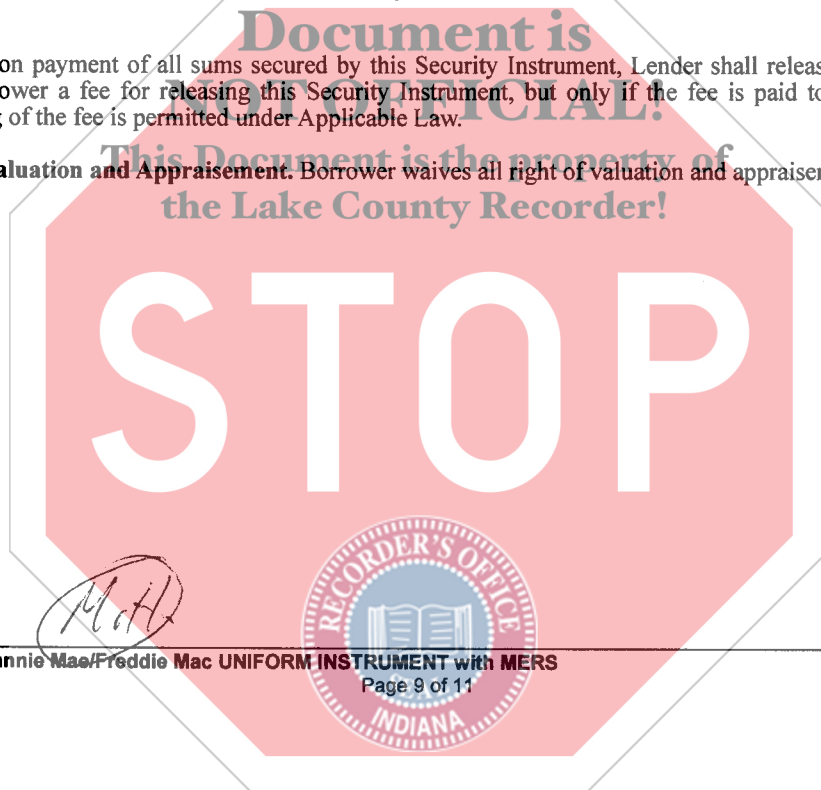 Document is
on payment of all sums secured by this Security Instrument, Lender shall releas
NOT OFFICIAL!
ower a fee for releasing this Security Instrument, but only if the fee is paid to
of the fee is permitted under Applicable Law.
This Document is the property of
aluation and Appraisement. Borrower waives all right of valuation and appraise
the Lake County Recorder!
STOP
RECORDER'S OFFICE
SEAL
INDIANA
nnie Mae/Freddie Mac UNIFORM INSTRUMENT with MERS
Page 9 of 11